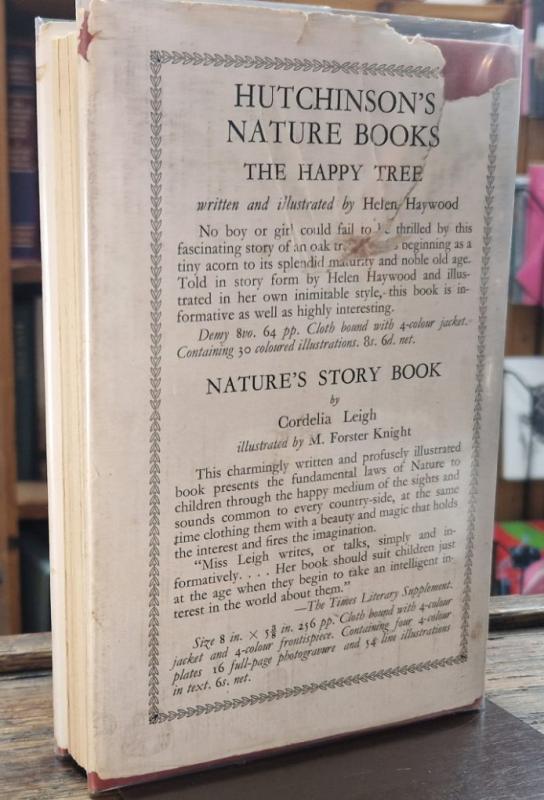 HUTCHINSON'S
NATURE BOOKS
THE HAPPY TREE
written and illustrated by Helen Haywood
No boy or girl could fail to be thrilled by this
fascinating story of an oak beginning as a
tiny acorn to its splendid maturity and noble old age.
Told in story form by Helen Haywood and illus-
trated in her own inimitable style, this book is in-
formative as well as highly interesting.
Demy 8vo. 64 pp. Cloth bound with 4-colour jacket.
Containing 30 coloured illustrations. 8s. 6d. net.
NATURE'S STORY BOOK
by
Cordelia Leigh
illustrated by M. Forster Knight
This charmingly written and profusely illustrated
book presents the fundamental laws of Nature to
children through the happy medium of the sights and
sounds common to every country-side, at the same
time clothing them with a beauty and magic that holds
the interest and fires the imagination.
"Miss Leigh writes, or talks, simply and in-
formatively. . . . Her book should suit children just
at the age when they begin to take an intelligent in-
terest in the world about them."
—The Times Literary Supplement.
Size 8 in. × 5⅜ in. 256 pp. Cloth bound with 4-colour
jacket and 4-colour frontispiece. Containing four 4-colour
plates 16 full-page photogravure and 54 line illustrations
in text. 6s. net.